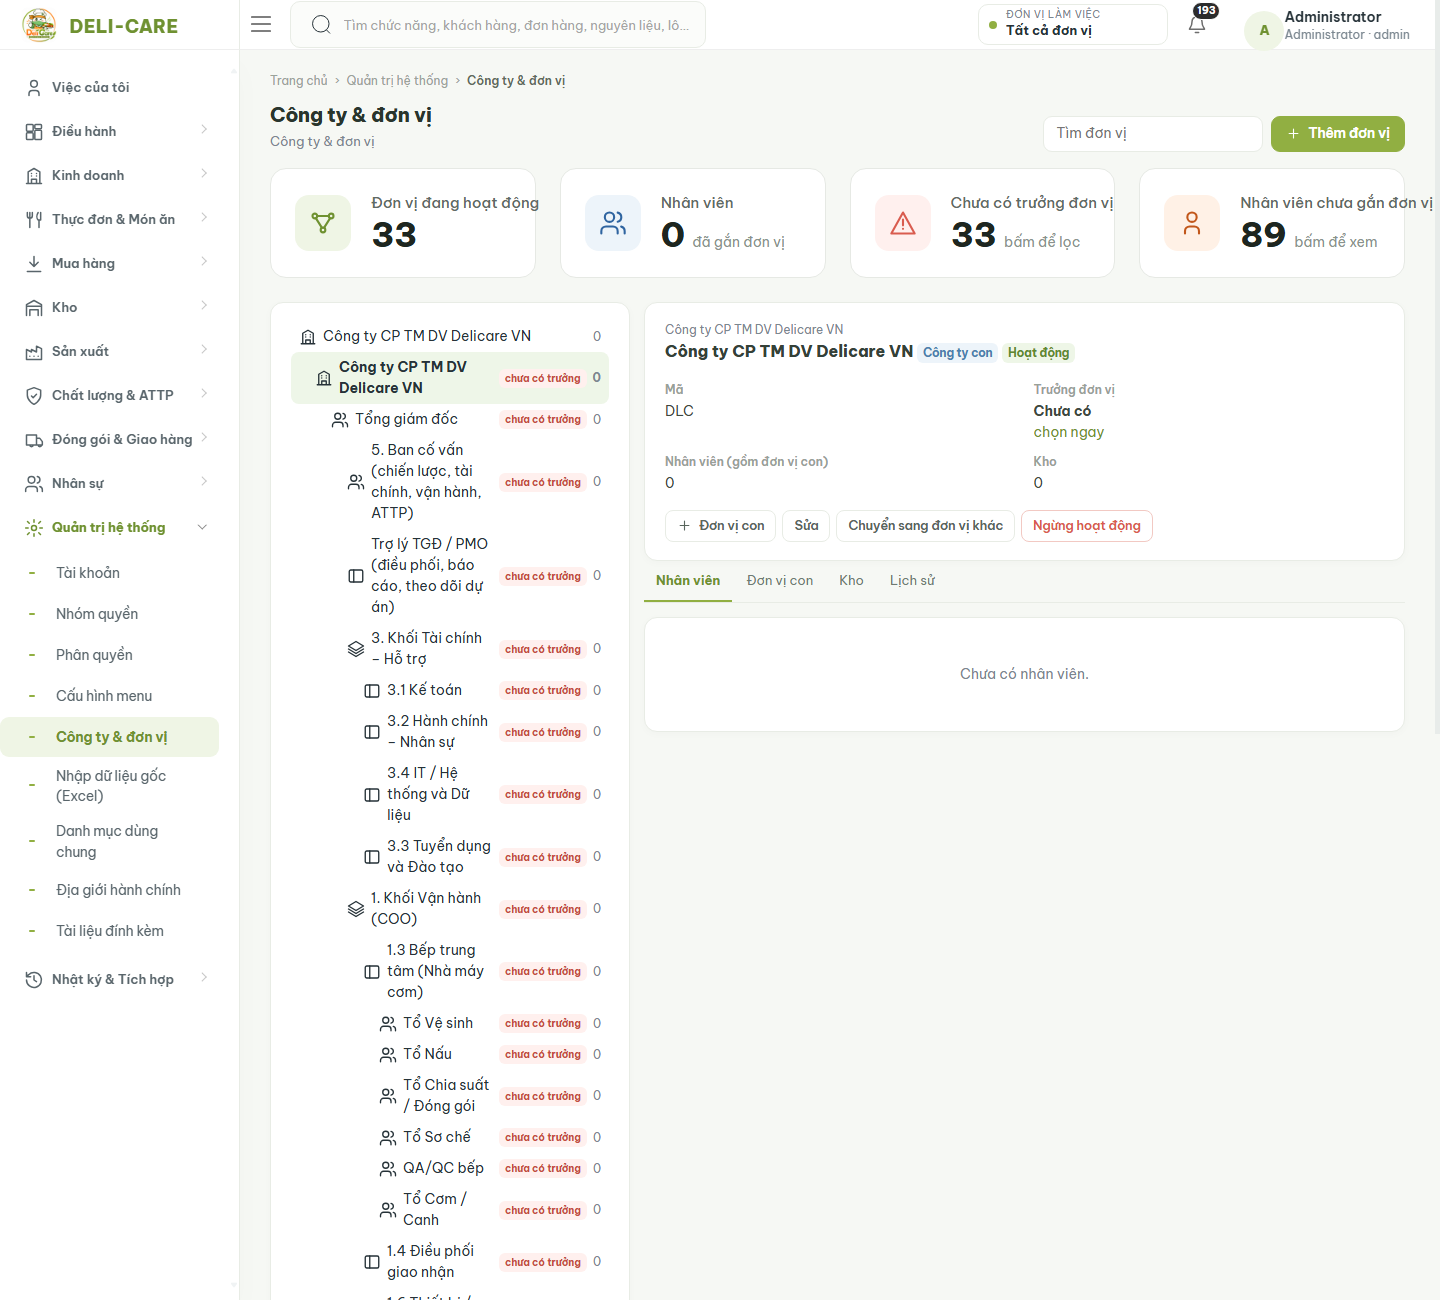 DELI-CARE
Tìm chức năng, khách hàng, đơn hàng, nguyên liệu, lô...
ĐƠN VỊ LÀM VIỆC
Tất cả đơn vị
193
A
Administrator
Administrator · admin
Việc của tôi
Điều hành
Kinh doanh
Thực đơn & Món ăn
Mua hàng
Kho
Sản xuất
Chất lượng & ATTP
Đóng gói & Giao hàng
Nhân sự
Quản trị hệ thống
Tài khoản
Nhóm quyền
Phân quyền
Cấu hình menu
Công ty & đơn vị
Nhập dữ liệu gốc
(Excel)
Danh mục dùng
chung
Địa giới hành chính
Tài liệu đính kèm
Nhật ký & Tích hợp
Trang chủ › Quản trị hệ thống › Công ty & đơn vị
Công ty & đơn vị
Công ty & đơn vị
Tìm đơn vị
+ Thêm đơn vị
Đơn vị đang hoạt động
33
Nhân viên
0 đã gắn đơn vị
Chưa có trưởng đơn vị
33 bấm để lọc
Nhân viên chưa gắn đơn vị
89 bấm để xem
Công ty CP TM DV Delicare VN 0
Công ty CP TM DV
Delicare VN
chưa có trưởng 0
Tổng giám đốc chưa có trưởng 0
5. Ban cố vấn
(chiến lược, tài
chính, vận hành,
ATTP)
chưa có trưởng 0
Trợ lý TGĐ / PMO
(điều phối, báo
cáo, theo dõi dự
án)
chưa có trưởng 0
3. Khối Tài chính
– Hỗ trợ
chưa có trưởng 0
3.1 Kế toán chưa có trưởng 0
3.2 Hành chính
– Nhân sự
chưa có trưởng 0
3.4 IT / Hệ
thống và Dữ
liệu
chưa có trưởng 0
3.3 Tuyển dụng
và Đào tạo
chưa có trưởng 0
1. Khối Vận hành
(COO)
chưa có trưởng 0
1.3 Bếp trung
tâm (Nhà máy
cơm)
chưa có trưởng 0
Tổ Vệ sinh chưa có trưởng 0
Tổ Nấu chưa có trưởng 0
Tổ Chia suất
/ Đóng gói
chưa có trưởng 0
Tổ Sơ chế chưa có trưởng 0
QA/QC bếp chưa có trưởng 0
Tổ Cơm /
Canh
chưa có trưởng 0
1.4 Điều phối
giao nhận
chưa có trưởng 0
Công ty CP TM DV Delicare VN
Công ty CP TM DV Delicare VN Công ty con Hoạt động
Mã
DLC
Trưởng đơn vị
Chưa có
chọn ngay
Nhân viên (gồm đơn vị con)
0
Kho
0
+ Đơn vị con
Sửa
Chuyển sang đơn vị khác
Ngừng hoạt động
Nhân viên
Đơn vị con
Kho
Lịch sử
Chưa có nhân viên.